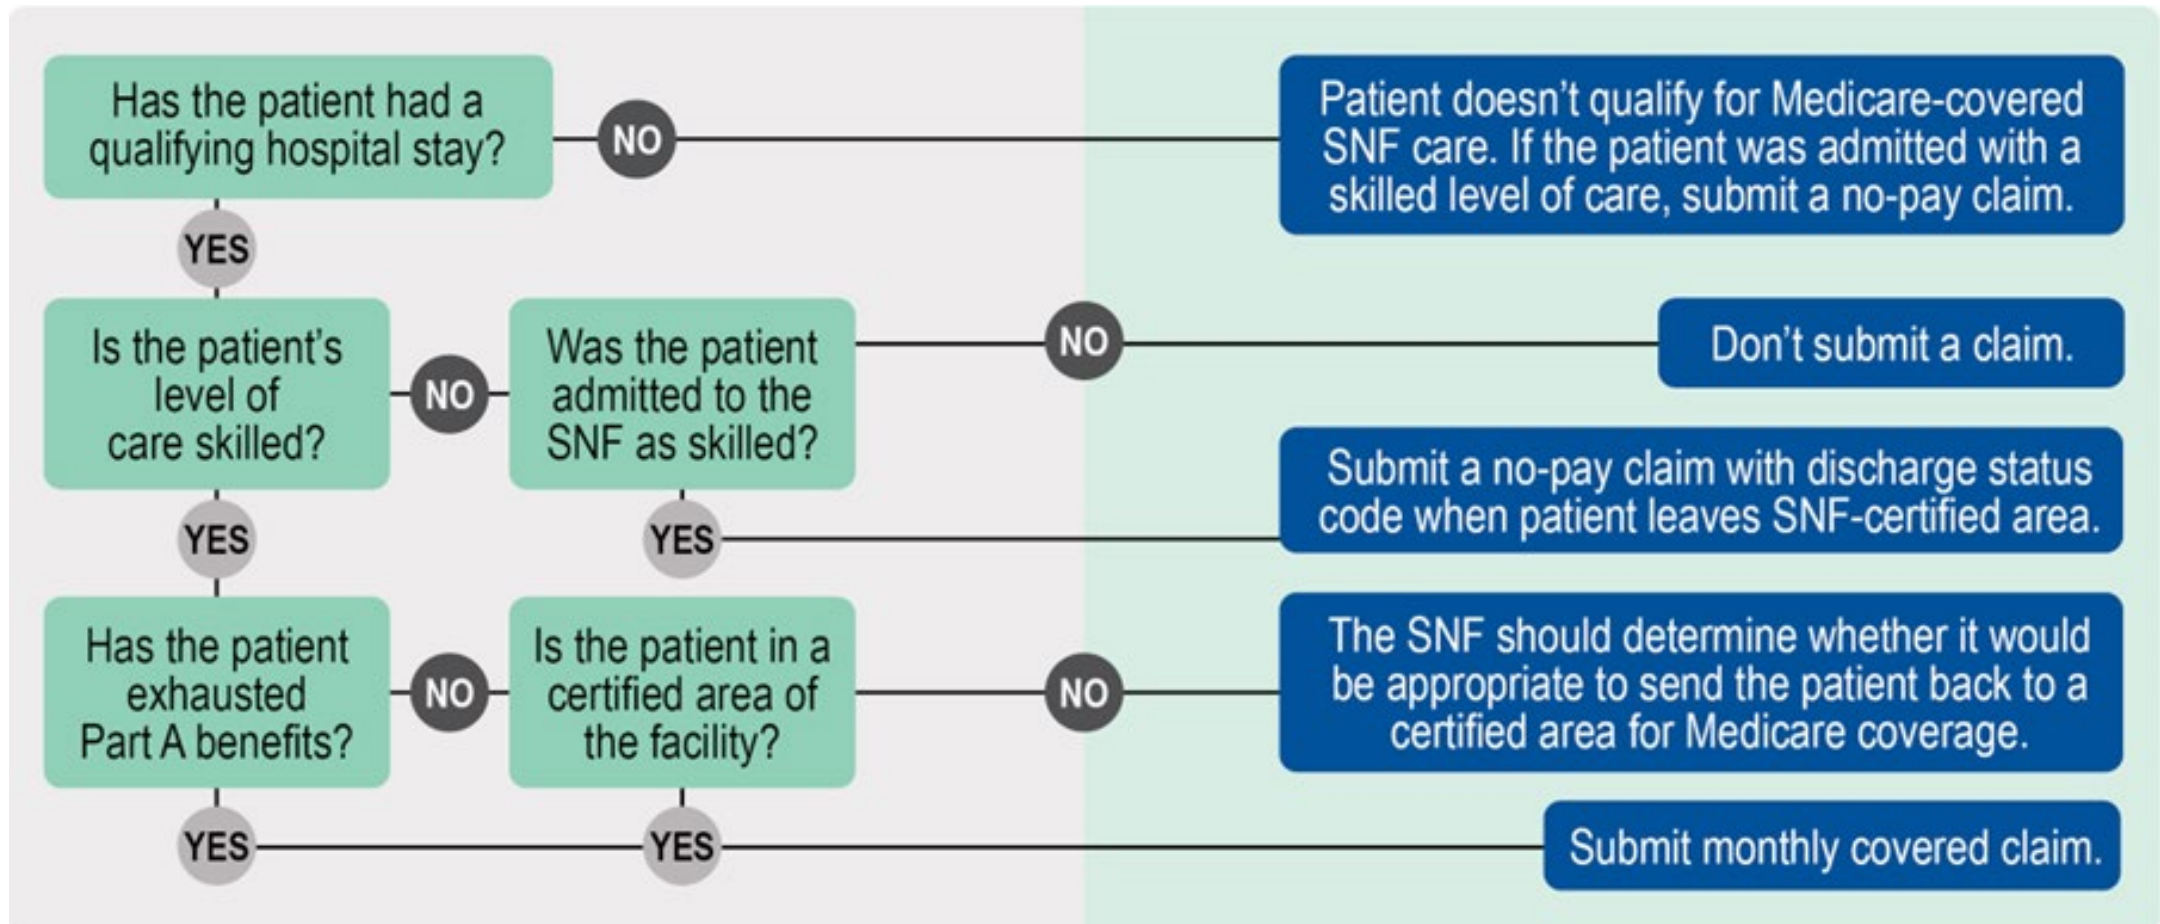 Has the patient had a
qualifying hospital stay?
NO
Patient doesn't qualify for Medicare-covered
SNF care. If the patient was admitted with a
skilled level of care, submit a no-pay claim.
YES
Is the patient's
level of
care skilled?
NO
Was the patient
admitted to the
SNF as skilled?
NO
Don't submit a claim.
YES
YES
Submit a no-pay claim with discharge status
code when patient leaves SNF-certified area.
Has the patient
exhausted
Part A benefits?
NO
Is the patient in a
certified area of
the facility?
NO
The SNF should determine whether it would
be appropriate to send the patient back to a
certified area for Medicare coverage.
YES
YES
Submit monthly covered claim.